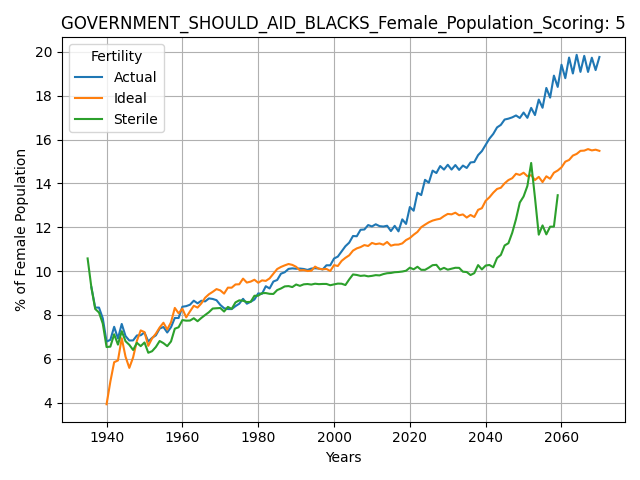 GOVERNMENT_SHOULD_AID_BLACKS_Female_Population_Scoring: 5
Fertility
Actual
Ideal
Sterile
% of Female Population
20
18
16
14
12
10
8
6
4
1940 1960 1980 2000 2020 2040 2060
Years